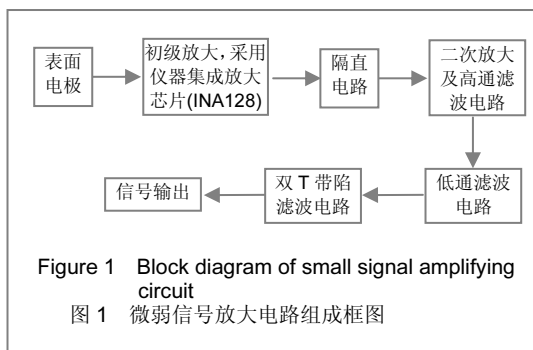 表面
电极
初级放大，采用
仪器集成放大
芯片(INA128)
隔直
电路
二次放大
及高通滤
波电路
低通滤波
电路
双 T 带陷
滤波电路
信号输出
Figure 1 Block diagram of small signal amplifying
circuit
图 1 微弱信号放大电路组成框图